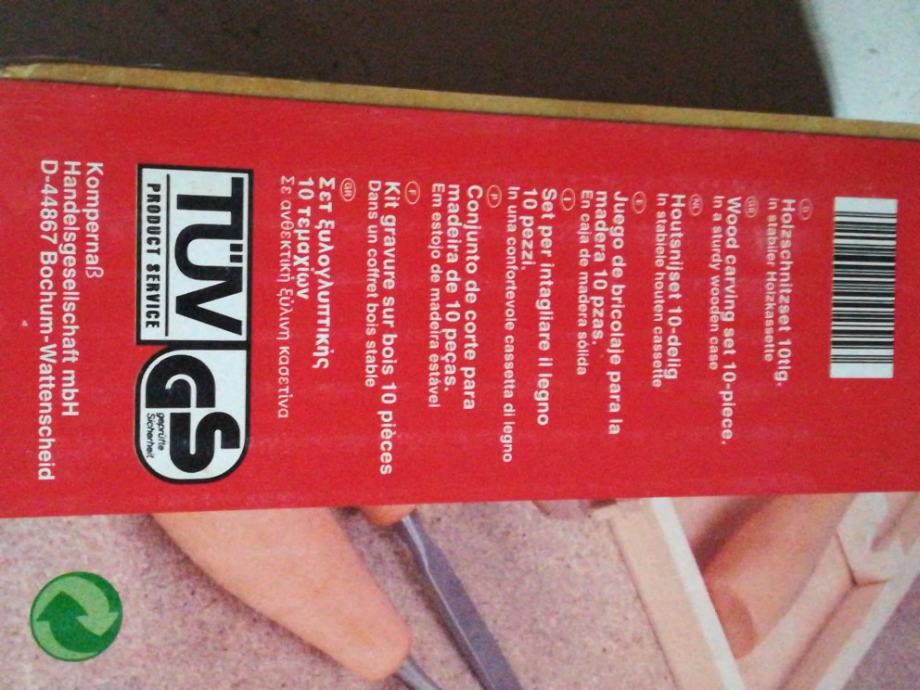 D
Holzschnitzset 10tlg.
in stabiler Holzkassette
GB
Wood carving set 10-piece.
In a sturdy wooden case
NL
Houtsnijset 10-delig
in stabiele houten cassette
E
Juego de bricolaje para la
madera 10 pzas.
En caja de madera sólida
I
Set per intagliare il legno
10 pezzi.
In una confortevole cassetta di legno
P
Conjunto de corte para
madeira de 10 peças.
Em estojo de madeira estável
F
Kit gravure sur bois 10 pièces
Dans un coffret bois stable
GR
Σετ ξυλογλυπτικής
10 τεμαχίων
Σε ανθεκτική ξύλινη κασετίνα
TÜV
PRODUCT SERVICE
GS
geprüfte
Sicherheit
Kompernaß
Handelsgesellschaft mbH
D-44867 Bochum-Wattenscheid